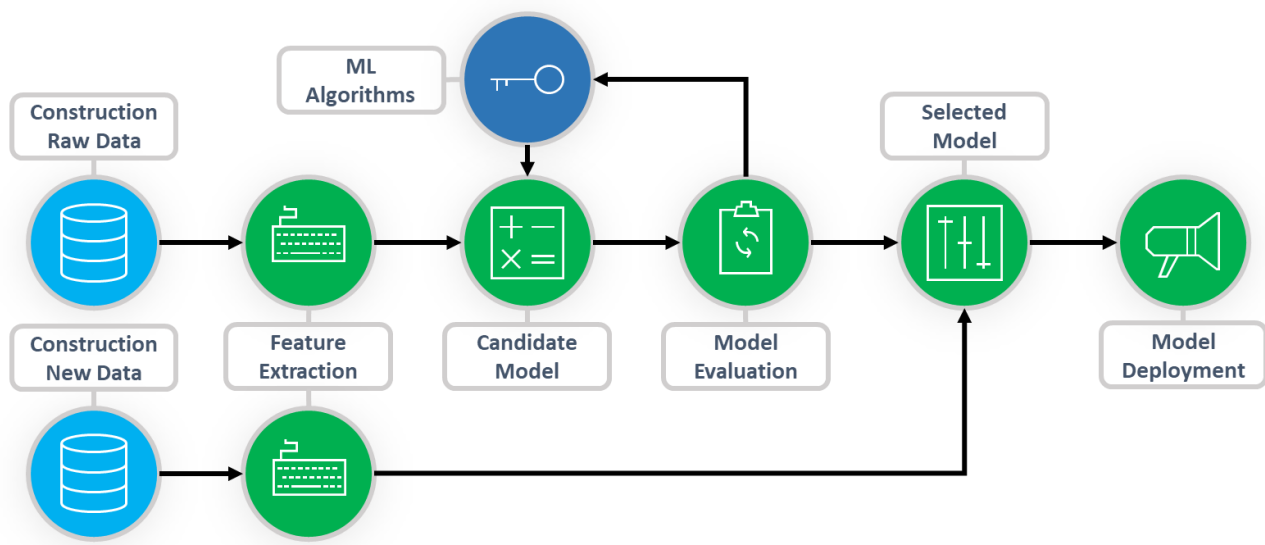 ML
Algorithms
Construction
Raw Data
Selected
Model
Construction
New Data
Feature
Extraction
Candidate
Model
Model
Evaluation
Model
Deployment